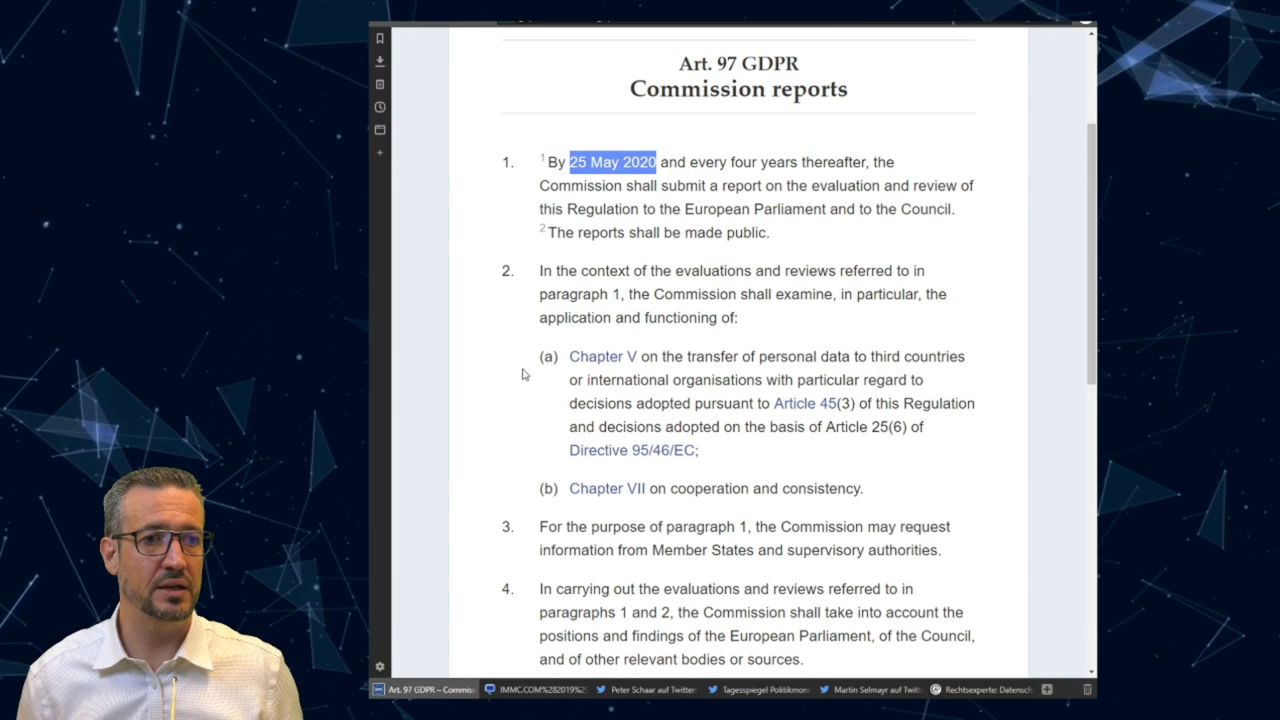 Art. 97 GDPR
Commission reports
1. 1 By 25 May 2020 and every four years thereafter, the
Commission shall submit a report on the evaluation and review of
this Regulation to the European Parliament and to the Council.
2 The reports shall be made public.
2. In the context of the evaluations and reviews referred to in
paragraph 1, the Commission shall examine, in particular, the
application and functioning of:
(a) Chapter V on the transfer of personal data to third countries
or international organisations with particular regard to
decisions adopted pursuant to Article 45(3) of this Regulation
and decisions adopted on the basis of Article 25(6) of
Directive 95/46/EC;
(b) Chapter VII on cooperation and consistency.
3. For the purpose of paragraph 1, the Commission may request
information from Member States and supervisory authorities.
4. In carrying out the evaluations and reviews referred to in
paragraphs 1 and 2, the Commission shall take into account the
positions and findings of the European Parliament, of the Council,
and of other relevant bodies or sources.
Art. 97 GDPR – Commiss IMMC.COM%282019%2 Peter Schaar auf Twitter: Tagesspiegel Politikmon Martin Selmayr auf Twitt Rechtsexperte: Datensch